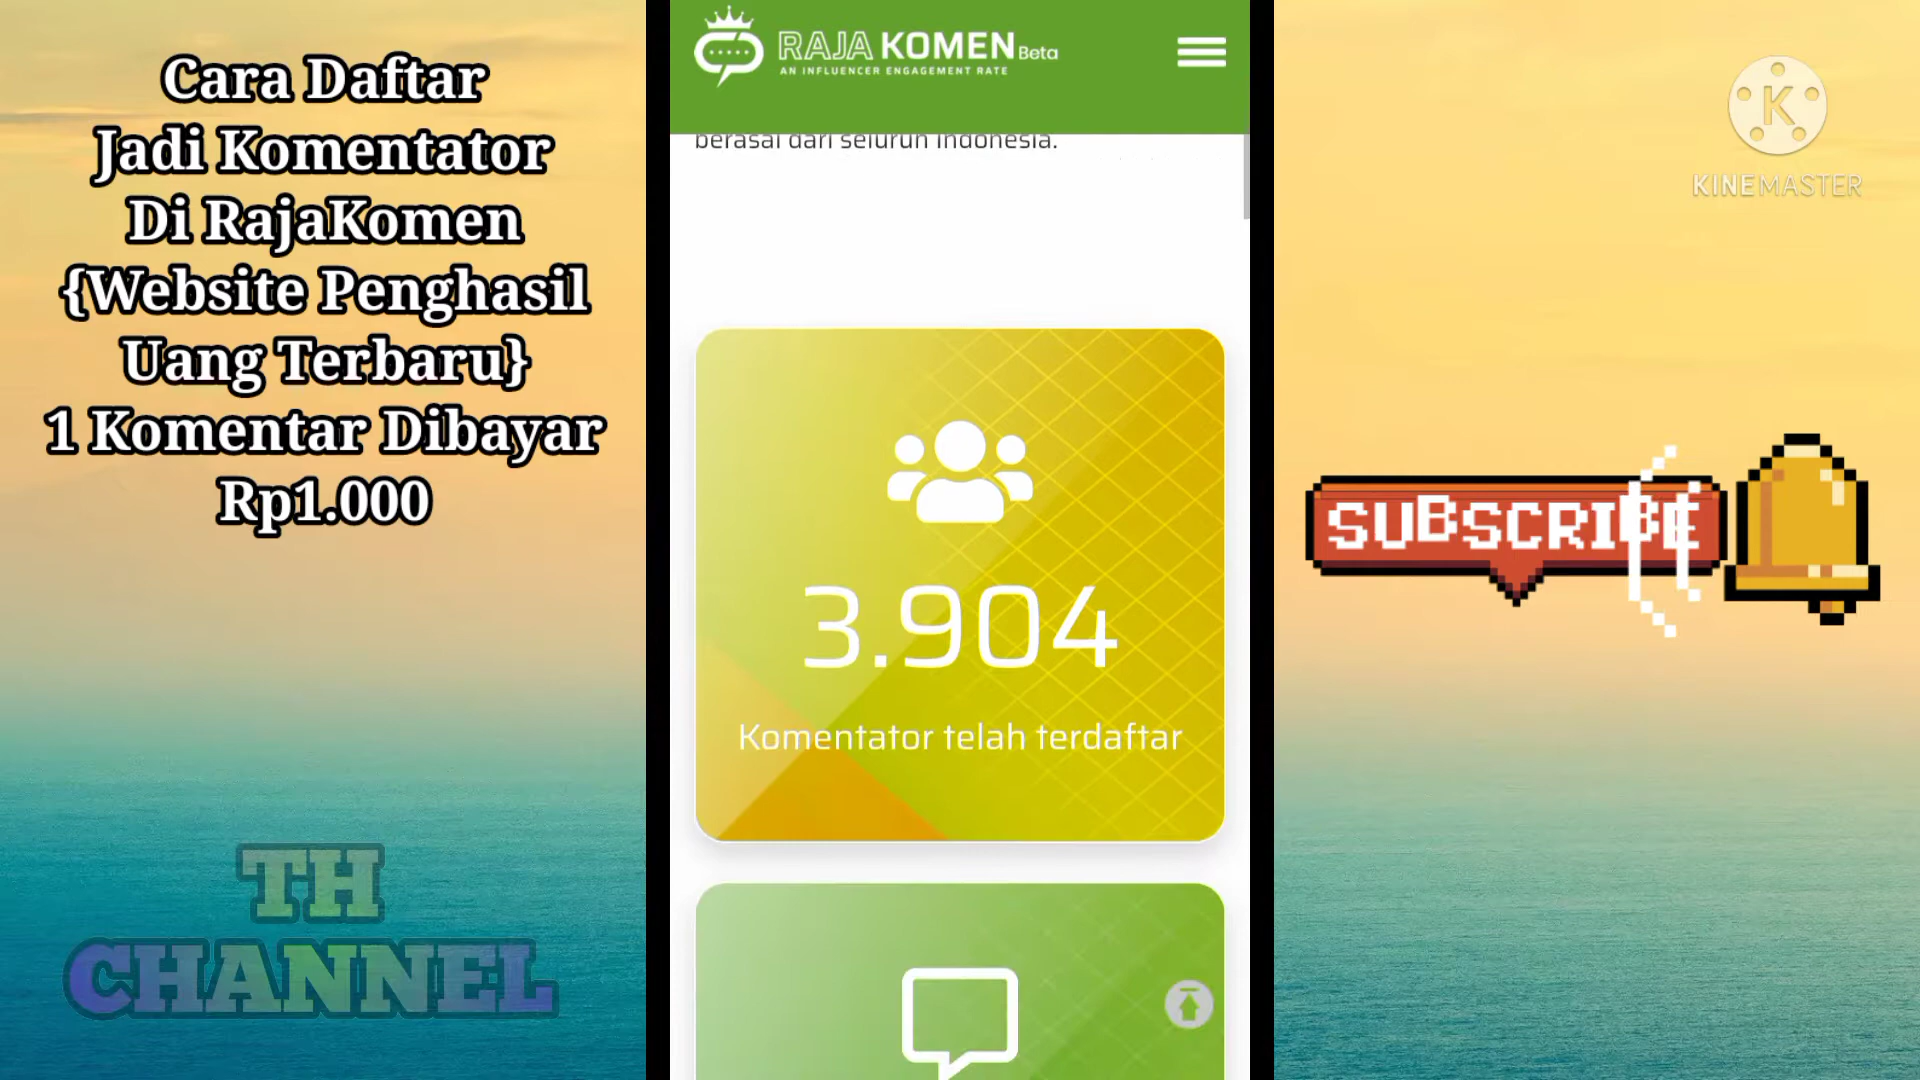 Cara Daftar
Jadi Komentator
Di RajaKomen
{Website Penghasil
Uang Terbaru}
1 Komentar Dibayar
Rp1.000
TH
CHANNEL
RAJA KOMEN Beta
AN INFLUENCER ENGAGEMENT RATE
berasal dari seluruh Indonesia.
3.904
Komentator telah terdaftar
K
KINEMASTER
SUBSCRIBE